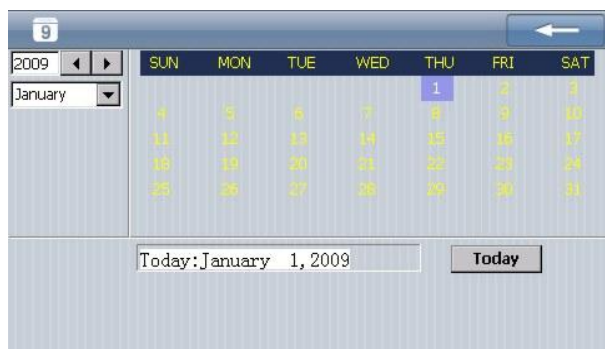 9
2009
January
SUN MON TUE WED THU FRI SAT
1 2 3
4 5 6 7 8 9 10
11 12 13 14 15 16 17
18 19 20 21 22 23 24
25 26 27 28 29 30 31
Today:January 1,2009
Today